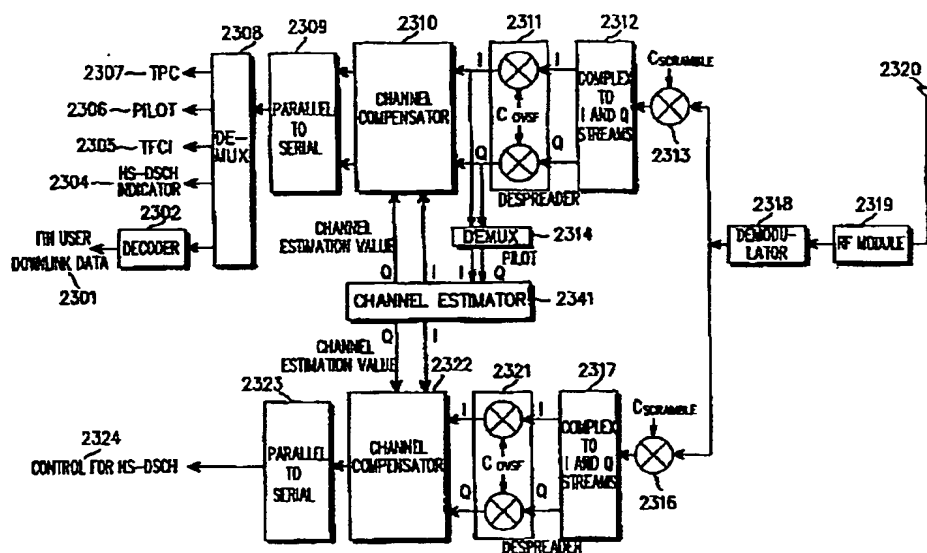 2308
2309
2310
2311
2312
2320
CSCRAMBLE
2307
TPC
2306
PILOT
2305
TFCI
2304
HS-DSCH
INDICATOR
DE-
MUX
PARALLEL
TO
SERIAL
CHANNEL
COMPENSATOR
I
I
C OVSF
Q
Q
DESPREADER
COMPLEX
TO
I AND Q
STREAMS
2313
2302
DECODER
USER
DOWNLINK DATA
2301
CHANNEL
ESTIMATION VALUE
DEMUX
2314
PILOT
Q
I
I
Q
CHANNEL ESTIMATOR
2341
2318
DEMODU-
LATOR
2319
RF MODULE
Q
I
CHANNEL
ESTIMATION VALUE
2322
2323
2321
2317
CSCRAMBLE
2324
CONTROL FOR HS-DSCH
PARALLEL
TO
SERIAL
CHANNEL
COMPENSATOR
I
I
C OVSF
Q
Q
DESPREADER
COMPLEX
TO
I AND Q
STREAMS
2316